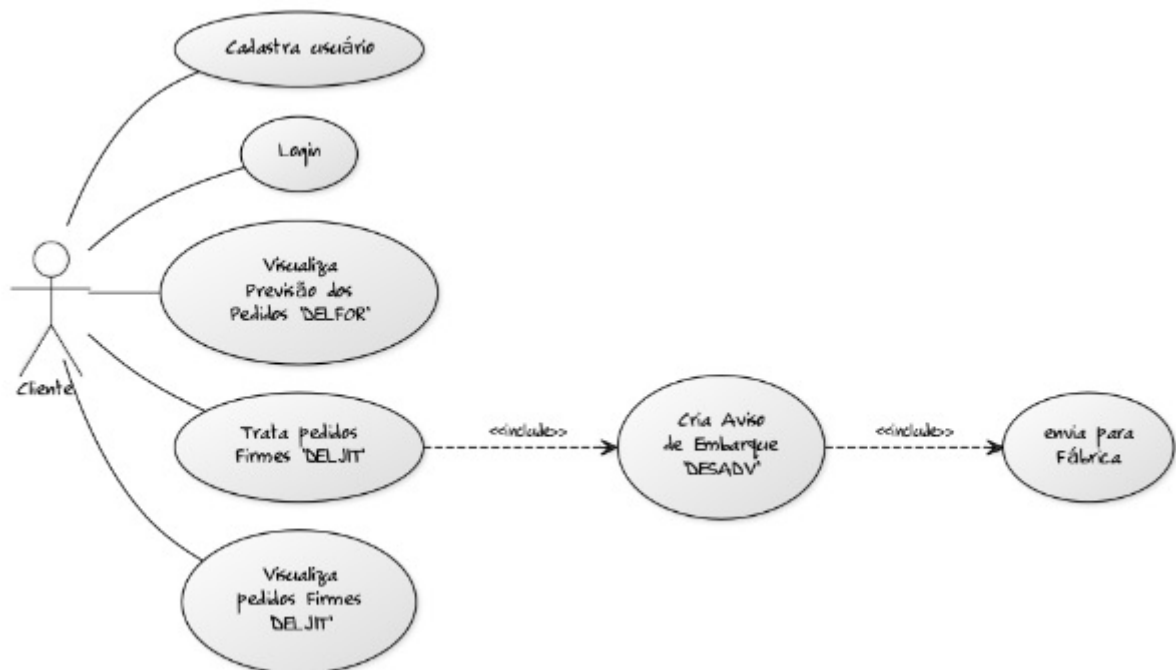 Cadastra usuário
Login
Visualiza
Previsão dos
Pedidos "DELFOR"
Cliente
Trata pedidos
Firmes "DELJIT"
<<include>>
Cria Aviso
de Embarque
"DESADV"
<<include>>
envia para
Fábrica
Visualiza
pedidos Firmes
"DELJIT"